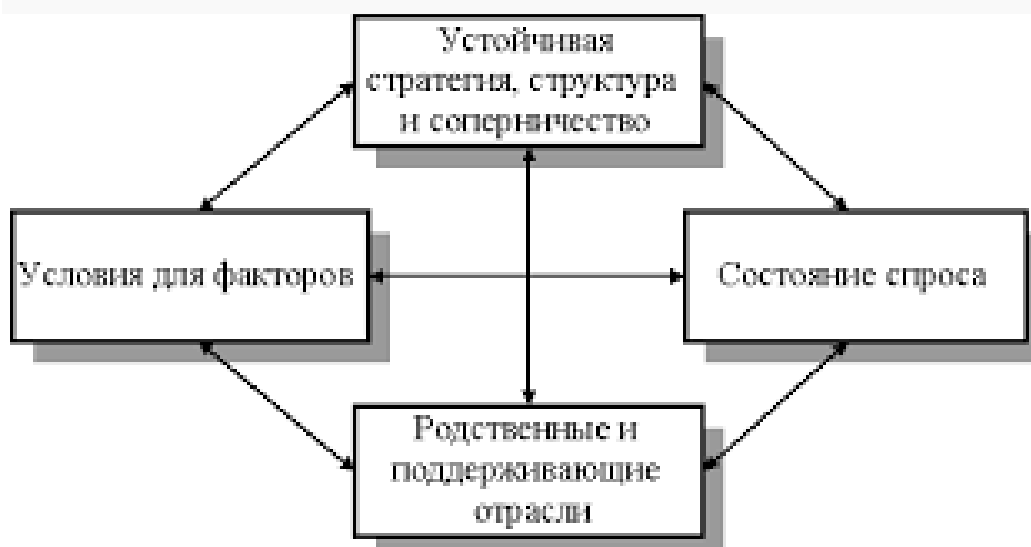 Устойчивая
стратегия, структура
и соперничество
Условия для факторов
Состояние спроса
Родственные и
поддерживающие
отрасли